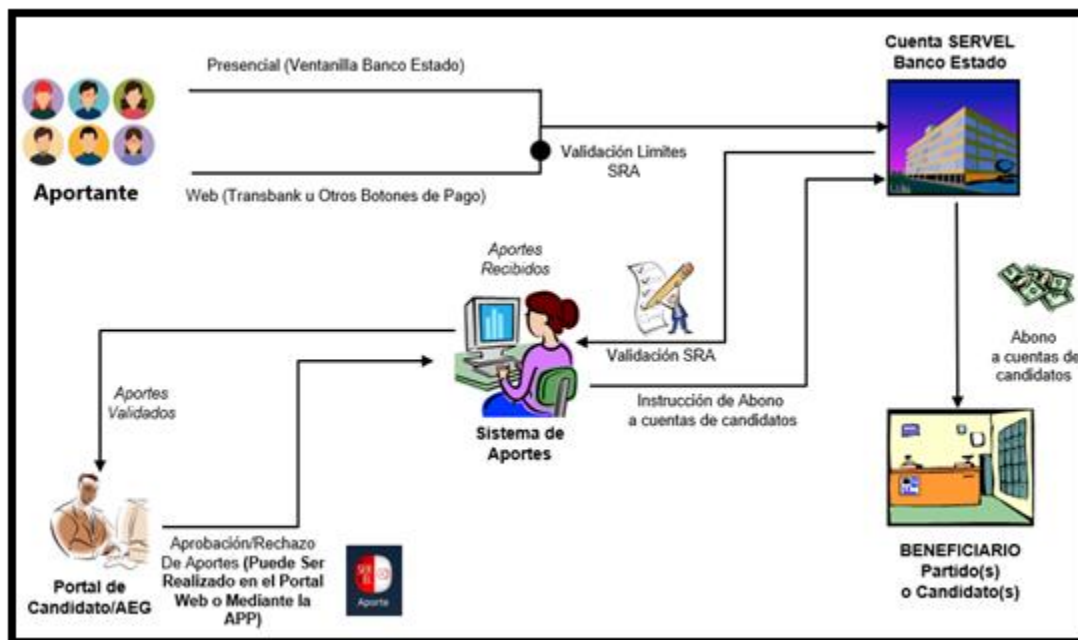 Presencial (Ventanilla Banco Estado)
Cuenta SERVEL
Banco Estado
Aportante
Validación Limites
SRA
Web (Transbank u Otros Botones de Pago)
Aportes
Recibidos
Validación SRA
Abono
a cuentas de
candidatos
Aportes
Validados
Instrucción de Abono
a cuentas de candidatos
Sistema de
Aportes
Aprobación/Rechazo
De Aportes (Puede Ser
Realizado en el Portal
Web o Mediante la
APP)
Aporte
Portal de
Candidato/AEG
BENEFICIARIO
Partido(s)
o Candidato(s)